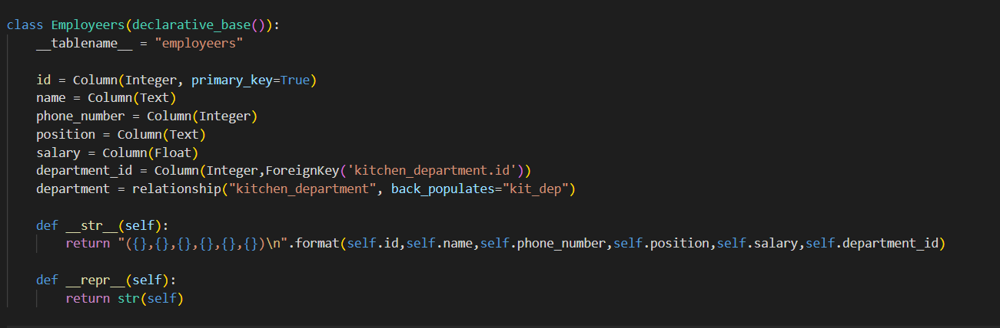 class Employeers(declarative_base()):
    __tablename__ = "employeers"
    id = Column(Integer, primary_key=True)
    name = Column(Text)
    phone_number = Column(Integer)
    position = Column(Text)
    salary = Column(Float)
    department_id = Column(Integer,ForeignKey('kitchen_department.id'))
    department = relationship("kitchen_department", back_populates="kit_dep")
    def __str__(self):
        return "({},{},{},{},{},{})\n".format(self.id,self.name,self.phone_number,self.position,self.salary,self.department_id)
    def __repr__(self):
        return str(self)